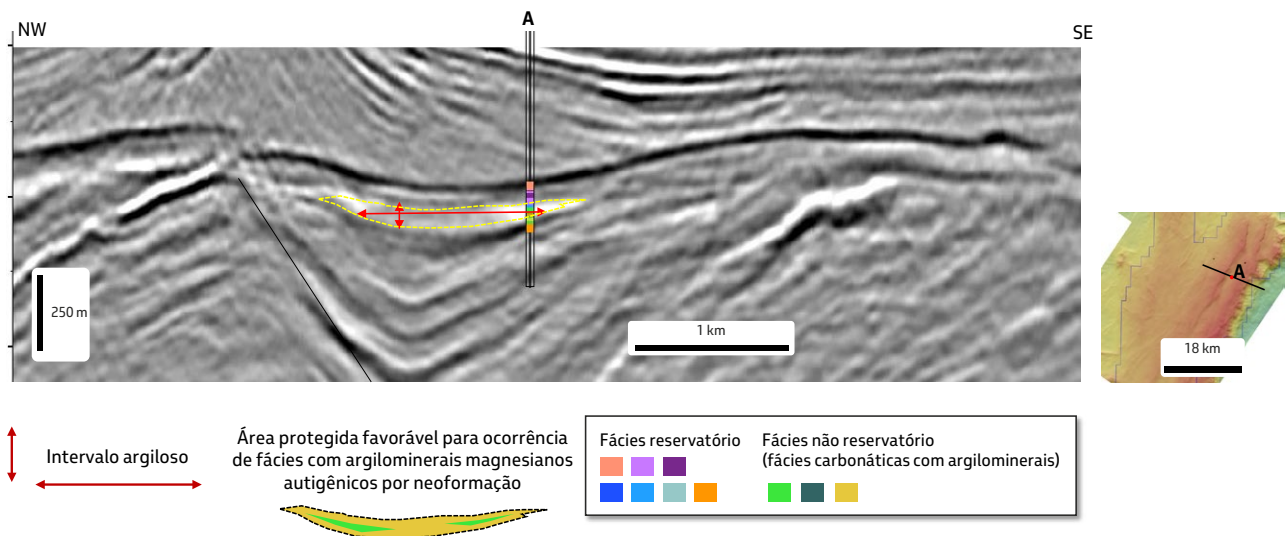 NW
A
SE
250 m
1 km
A
18 km
Intervalo argiloso
Área protegida favorável para ocorrência
de fácies com argilominerais magnesianos
autigênicos por neoformação
Fácies reservatório
Fácies não reservatório
(fácies carbonáticas com argilominerais)